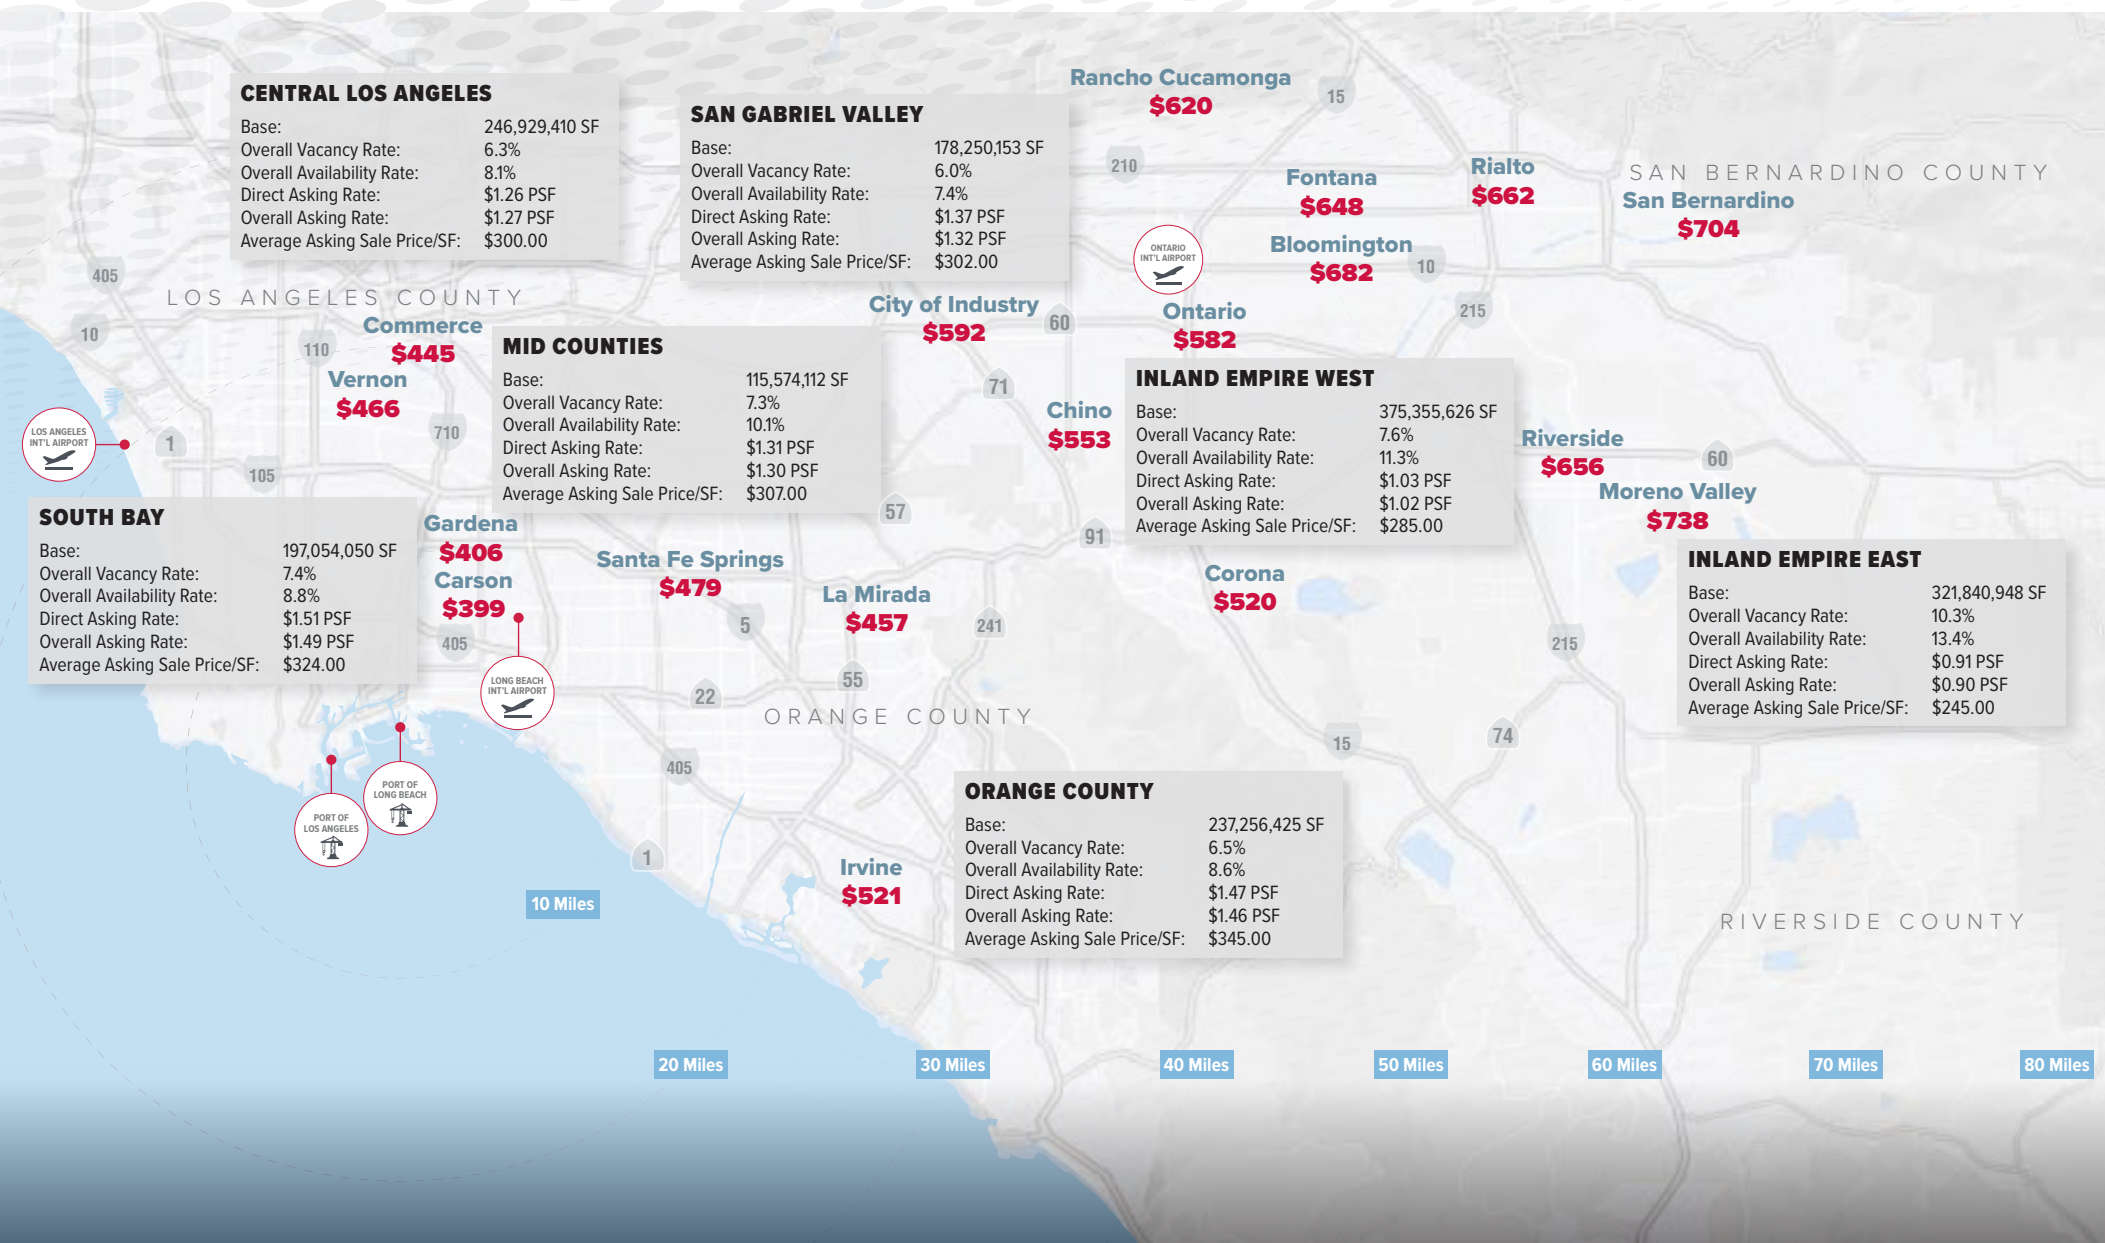 CENTRAL LOS ANGELES
Base: 246,929,410 SF
Overall Vacancy Rate: 6.3%
Overall Availability Rate: 8.1%
Direct Asking Rate: $1.26 PSF
Overall Asking Rate: $1.27 PSF
Average Asking Sale Price/SF: $300.00
SAN GABRIEL VALLEY
Base: 178,250,153 SF
Overall Vacancy Rate: 6.0%
Overall Availability Rate: 7.4%
Direct Asking Rate: $1.37 PSF
Overall Asking Rate: $1.32 PSF
Average Asking Sale Price/SF: $302.00
Rancho Cucamonga
$620
15
210
Fontana
$648
Rialto
$662
SAN BERNARDINO COUNTY
San Bernardino
$704
ONTARIO
INT'L AIRPORT
Bloomington
$682
10
405
LOS ANGELES COUNTY
10
110
Commerce
$445
Vernon
$466
City of Industry
$592
60
Ontario
$582
215
MID COUNTIES
Base: 115,574,112 SF
Overall Vacancy Rate: 7.3%
Overall Availability Rate: 10.1%
Direct Asking Rate: $1.31 PSF
Overall Asking Rate: $1.30 PSF
Average Asking Sale Price/SF: $307.00
71
Chino
$553
INLAND EMPIRE WEST
Base: 375,355,626 SF
Overall Vacancy Rate: 7.6%
Overall Availability Rate: 11.3%
Direct Asking Rate: $1.03 PSF
Overall Asking Rate: $1.02 PSF
Average Asking Sale Price/SF: $285.00
Riverside
$656
60
Moreno Valley
$738
LOS ANGELES
INT'L AIRPORT
1
710
105
57
91
SOUTH BAY
Base: 197,054,050 SF
Overall Vacancy Rate: 7.4%
Overall Availability Rate: 8.8%
Direct Asking Rate: $1.51 PSF
Overall Asking Rate: $1.49 PSF
Average Asking Sale Price/SF: $324.00
Gardena
$406
Carson
$399
405
Santa Fe Springs
$479
5
La Mirada
$457
241
Corona
$520
215
INLAND EMPIRE EAST
Base: 321,840,948 SF
Overall Vacancy Rate: 10.3%
Overall Availability Rate: 13.4%
Direct Asking Rate: $0.91 PSF
Overall Asking Rate: $0.90 PSF
Average Asking Sale Price/SF: $245.00
LONG BEACH
INT'L AIRPORT
22
55
ORANGE COUNTY
15
74
405
PORT OF
LONG BEACH
PORT OF
LOS ANGELES
1
Irvine
$521
ORANGE COUNTY
Base: 237,256,425 SF
Overall Vacancy Rate: 6.5%
Overall Availability Rate: 8.6%
Direct Asking Rate: $1.47 PSF
Overall Asking Rate: $1.46 PSF
Average Asking Sale Price/SF: $345.00
RIVERSIDE COUNTY
10 Miles
20 Miles
30 Miles
40 Miles
50 Miles
60 Miles
70 Miles
80 Miles